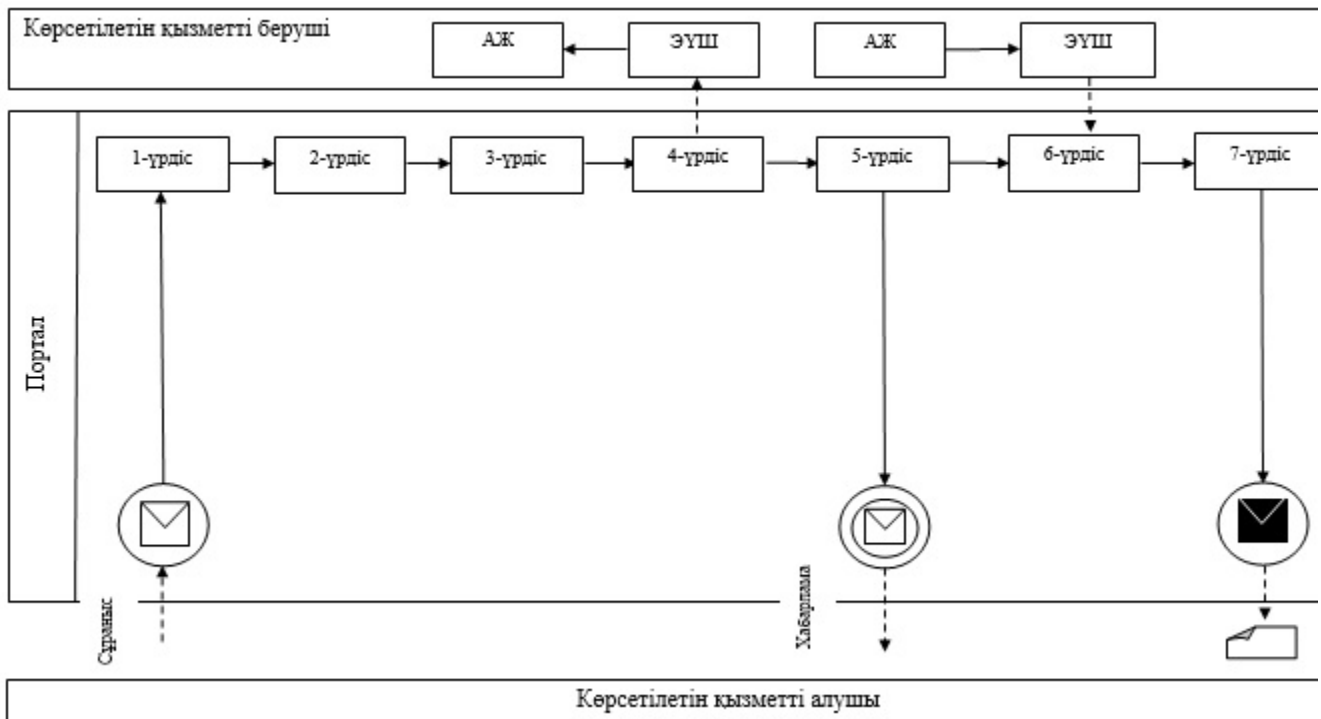 Көрсетілетін қызметті беруші
АЖ
ЭҮШ
АЖ
ЭҮШ
1-үрдіс
2-үрдіс
3-үрдіс
4-үрдіс
5-үрдіс
6-үрдіс
7-үрдіс
Портал
Сұраныс
Хабарлама
Көрсетілетін қызметті алушы